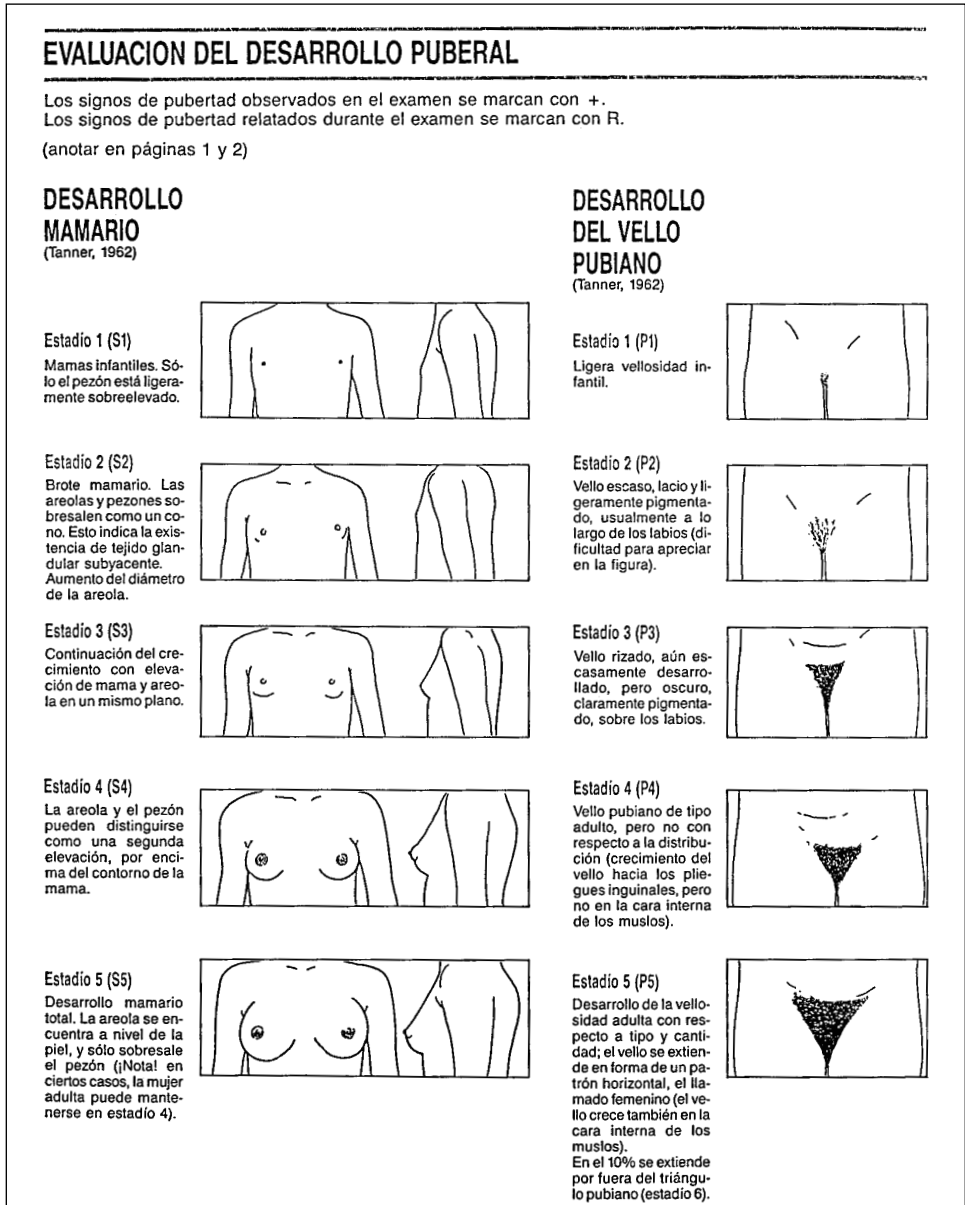 EVALUACION DEL DESARROLLO PUBERAL
Los signos de pubertad observados en el examen se marcan con +.
Los signos de pubertad relatados durante el examen se marcan con R.
(anotar en páginas 1 y 2)
DESARROLLO
MAMARIO
(Tanner, 1962)
Estadío 1 (S1)
Mamas infantiles. Só-
lo el pezón está ligera-
mente sobreelevado.
Estadío 2 (S2)
Brote mamario. Las
areolas y pezones so-
bresalen como un co-
no. Esto indica la exis-
tencia de tejido glan-
dular subyacente.
Aumento del diámetro
de la areola.
Estadío 3 (S3)
Continuación del cre-
cimiento con eleva-
ción de mama y areo-
la en un mismo plano.
Estadío 4 (S4)
La areola y el pezón
pueden distinguirse
como una segunda
elevación, por enci-
ma del contorno de la
mama.
Estadío 5 (S5)
Desarrollo mamario
total. La areola se en-
cuentra a nivel de la
piel, y sólo sobresale
el pezón (¡Nota! en
ciertos casos, la mujer
adulta puede mante-
nerse en estadío 4).
DESARROLLO
DEL VELLO
PUBIANO
(Tanner, 1962)
Estadío 1 (P1)
Ligera vellosidad in-
fantil.
Estadío 2 (P2)
Vello escaso, lacio y li-
geramente pigmenta-
do, usualmente a lo
largo de los labios (di-
ficultad para apreciar
en la figura).
Estadío 3 (P3)
Vello rizado, aún es-
casamente desarro-
llado, pero oscuro,
claramente pigmenta-
do, sobre los labios.
Estadío 4 (P4)
Vello pubiano de tipo
adulto, pero no con
respecto a la distribu-
ción (crecimiento del
vello hacia los plie-
gues inguinales, pero
no en la cara interna
de los muslos).
Estadío 5 (P5)
Desarrollo de la vello-
sidad adulta con res-
pecto a tipo y canti-
dad; el vello se extien-
de en forma de un pa-
trón horizontal, el lla-
mado femenino (el ve-
llo crece también en la
cara interna de los
muslos).
En el 10% se extiende
por fuera del triángu-
lo pubiano (estadío 6).